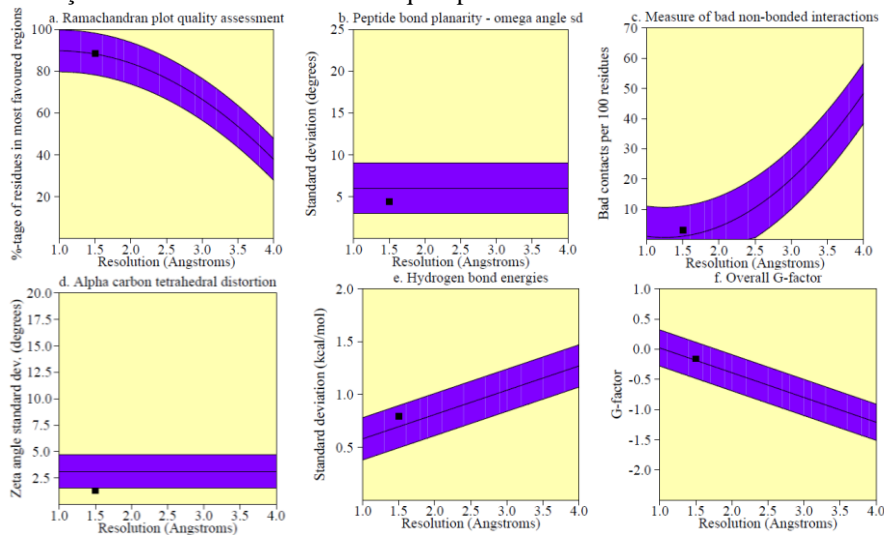 a. Ramachandran plot quality assessment
%-tage of residues in most favoured regions
100
80
60
40
20
1.0 1.5 2.0 2.5 3.0 3.5 4.0
Resolution (Angstroms)
b. Peptide bond planarity - omega angle sd
Standard deviation (degrees)
25
20
15
10
5
1.0 1.5 2.0 2.5 3.0 3.5 4.0
Resolution (Angstroms)
c. Measure of bad non-bonded interactions
Bad contacts per 100 residues
70
60
50
40
30
20
10
1.0 1.5 2.0 2.5 3.0 3.5 4.0
Resolution (Angstroms)
d. Alpha carbon tetrahedral distortion
Zeta angle standard dev. (degrees)
20.0
17.5
15.0
12.5
10.0
7.5
5.0
2.5
1.0 1.5 2.0 2.5 3.0 3.5 4.0
Resolution (Angstroms)
e. Hydrogen bond energies
Standard deviation (kcal/mol)
2.0
1.5
1.0
0.5
1.0 1.5 2.0 2.5 3.0 3.5 4.0
Resolution (Angstroms)
f. Overall G-factor
G-factor
1.0
0.5
0.0
-0.5
-1.0
-1.5
-2.0
1.0 1.5 2.0 2.5 3.0 3.5 4.0
Resolution (Angstroms)